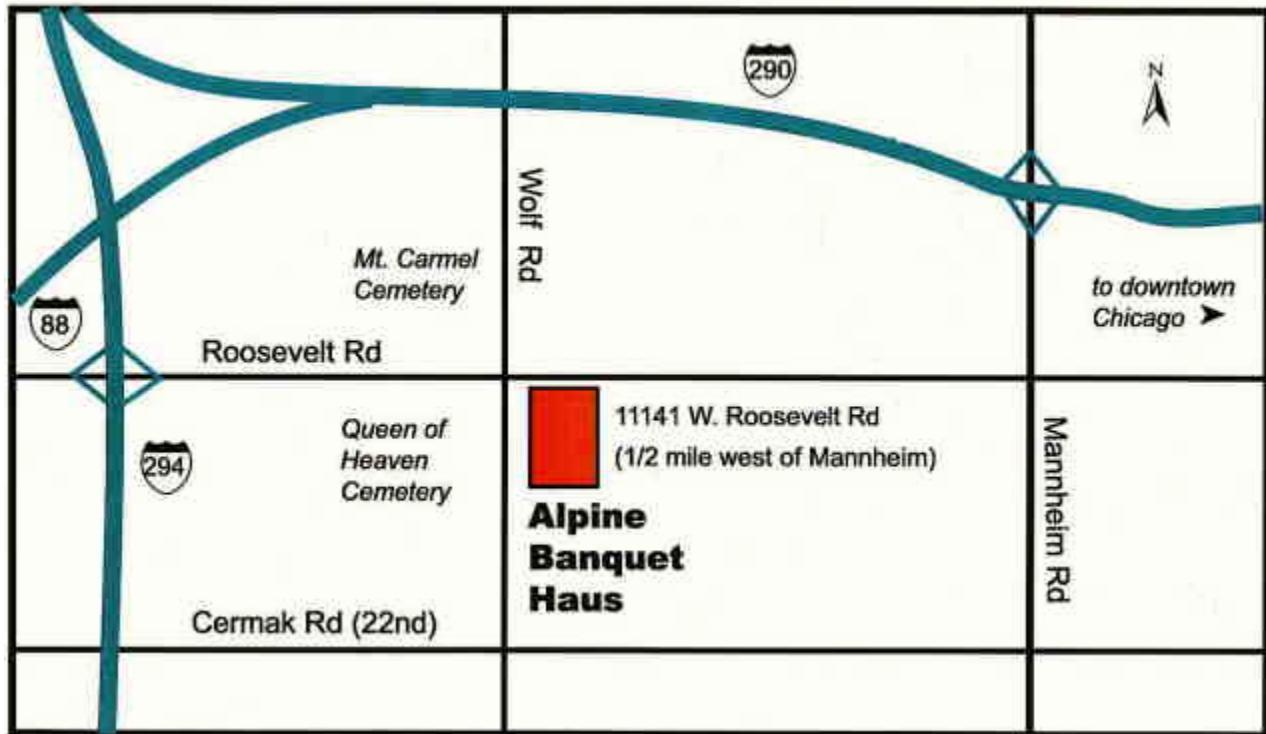 290
N
Wolf Rd
Mt. Carmel
Cemetery
to downtown
Chicago
88
Roosevelt Rd
11141 W. Roosevelt Rd
(1/2 mile west of Mannheim)
Queen of
Heaven
Cemetery
294
Mannheim Rd
Alpine
Banquet
Haus
Cermak Rd (22nd)